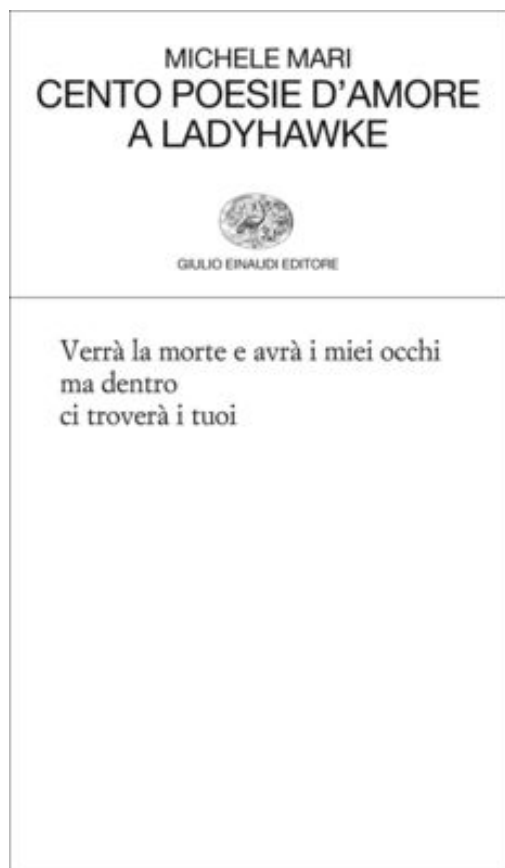 MICHELE MARI
CENTO POESIE D'AMORE
A LADYHAWKE
GIULIO EINAUDI EDITORE
Verrà la morte e avrà i miei occhi
ma dentro
ci troverà i tuoi